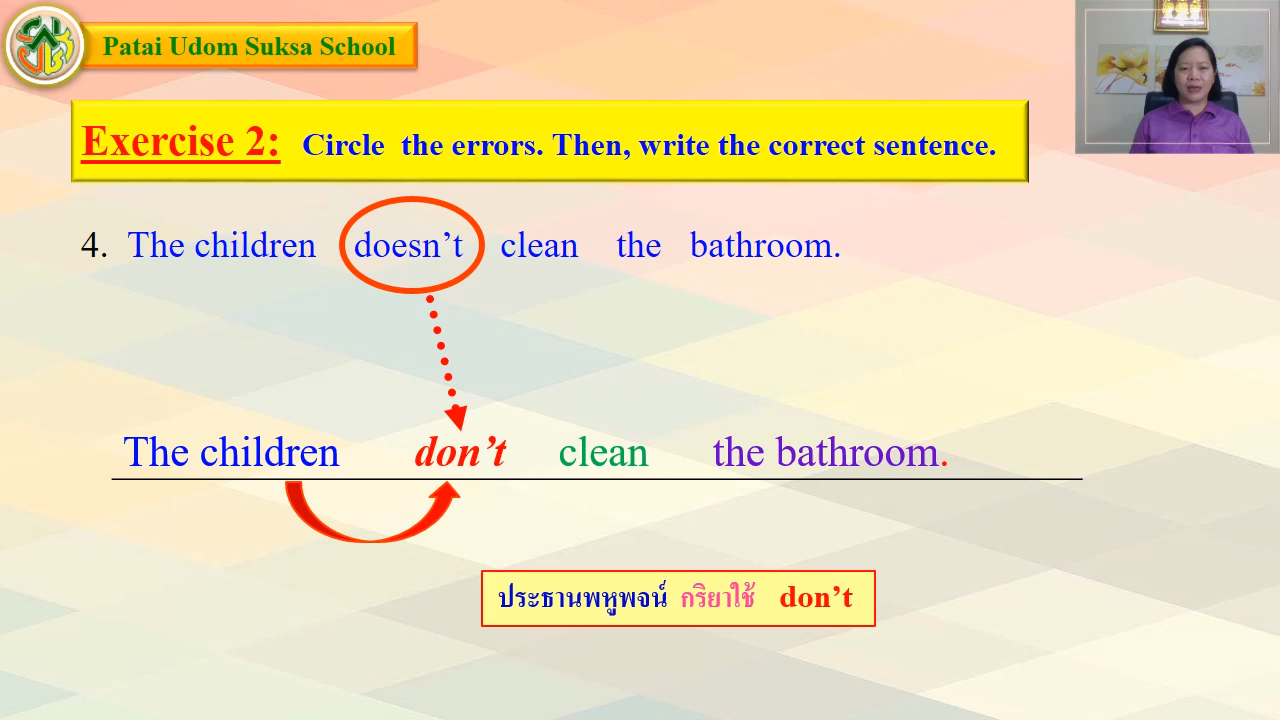 Patai Udom Suksa School
Exercise 2: Circle the errors. Then, write the correct sentence.
4. The children doesn’t clean the bathroom.
The children don’t clean the bathroom.
ประธานพหูพจน์ กริยาใช้ don’t